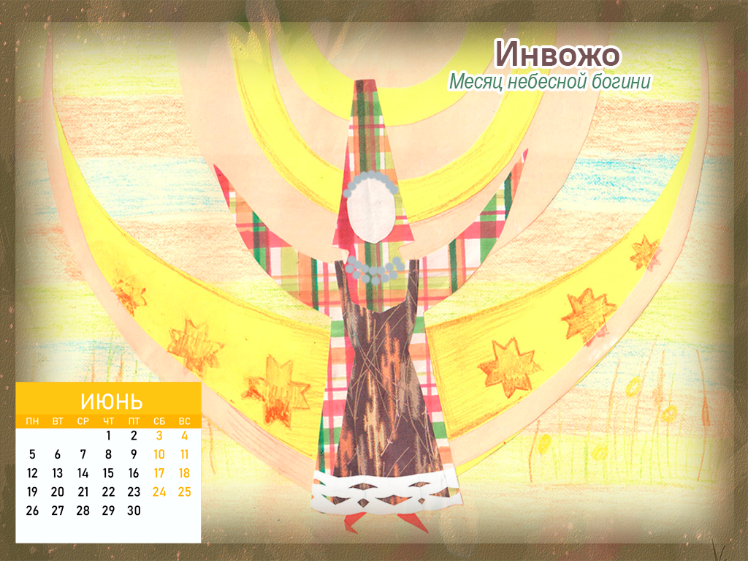 Инвожо
Месяц небесной богини
ИЮНЬ
ПН ВТ СР ЧТ ПТ СБ ВС
1 2 3 4
5 6 7 8 9 10 11
12 13 14 15 16 17 18
19 20 21 22 23 24 25
26 27 28 29 30